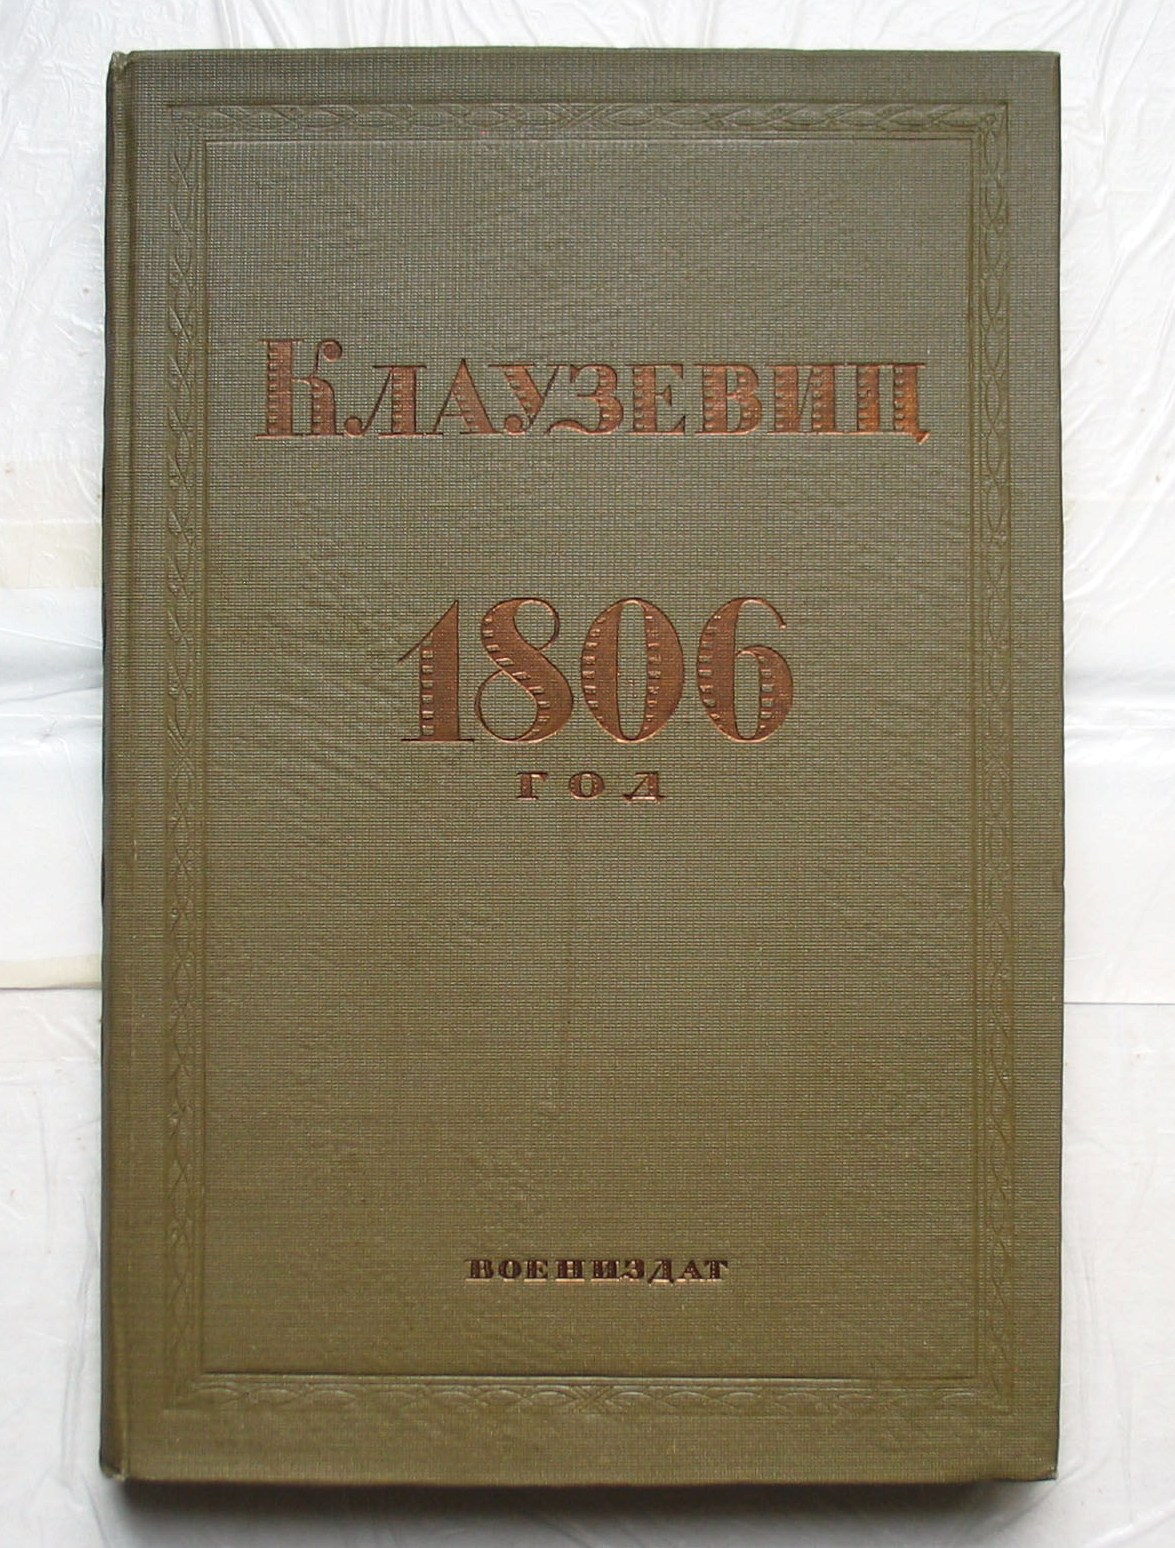 Клаузевиц
1806
год
Воениздат